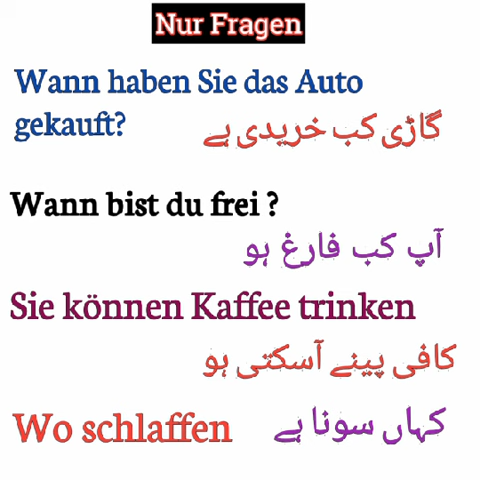 Nur Fragen
Wann haben Sie das Auto
gekauft?
گاڑی کب خریدی ہے
Wann bist du frei ?
آپ کب فارغ ہو
Sie können Kaffee trinken
کافی پینے آسکتی ہو
Wo schlaffen
کہاں سونا ہے